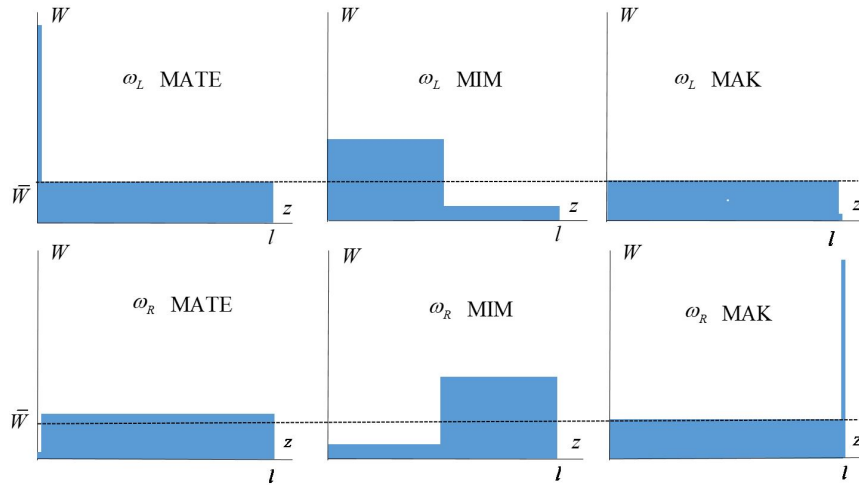 W W W
ω_L MATE ω_L MIM ω_L MAK
W̄
z z z
l l l
W W W
ω_R MATE ω_R MIM ω_R MAK
W̄
z z z
l l l